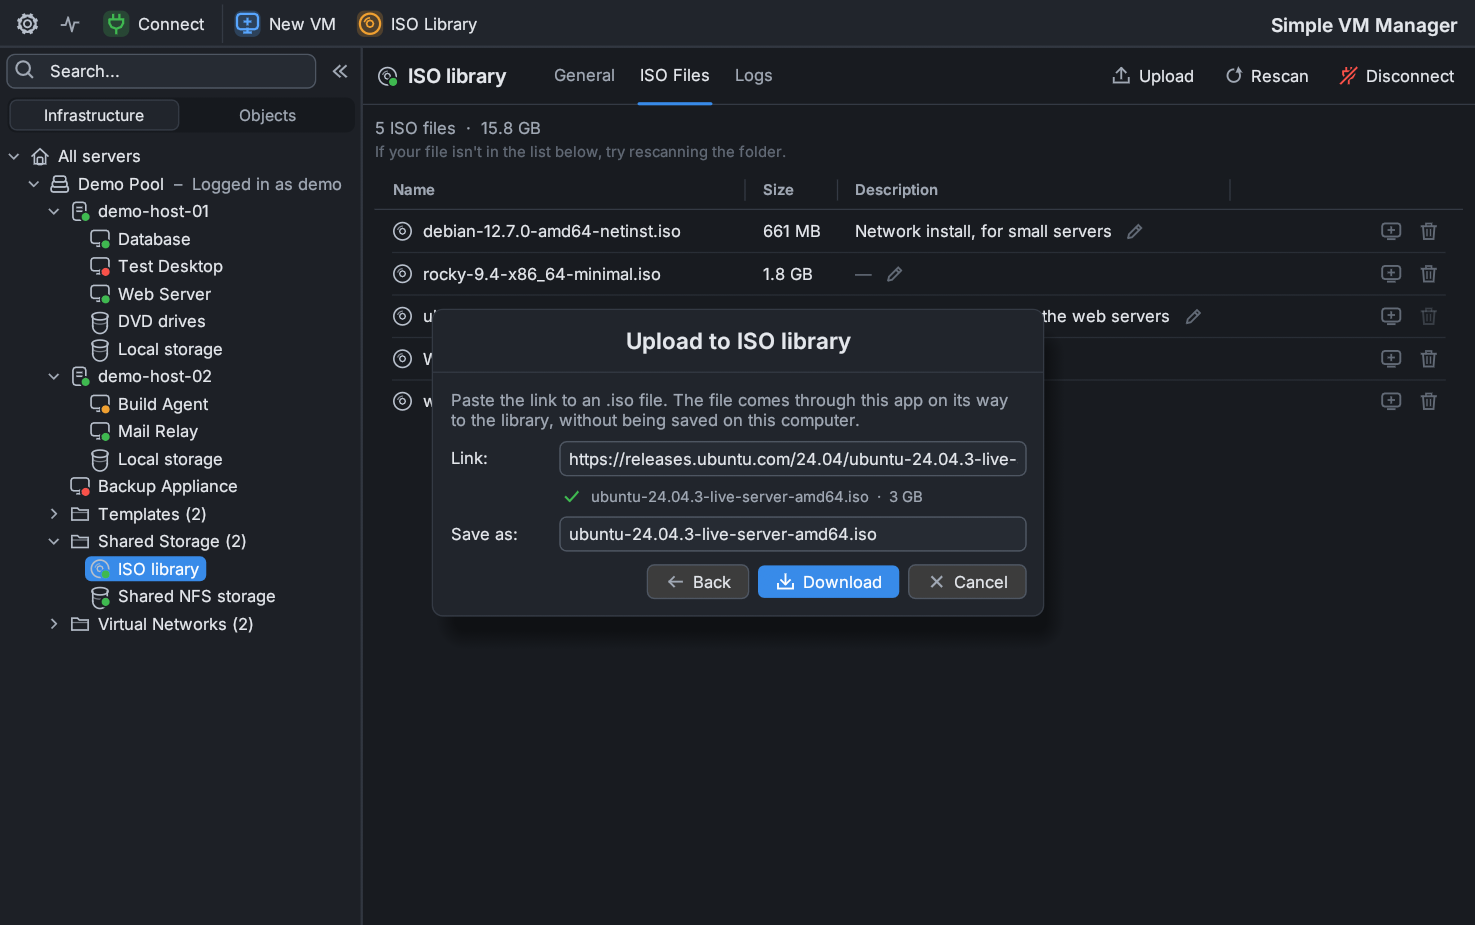 Connect
New VM
ISO Library
Simple VM Manager
Search...
Infrastructure
Objects
All servers
Demo Pool – Logged in as demo
demo-host-01
Database
Test Desktop
Web Server
DVD drives
Local storage
demo-host-02
Build Agent
Mail Relay
Local storage
Backup Appliance
Templates (2)
Shared Storage (2)
ISO library
Shared NFS storage
Virtual Networks (2)
ISO library
General
ISO Files
Logs
Upload
Rescan
Disconnect
5 ISO files · 15.8 GB
If your file isn't in the list below, try rescanning the folder.
Name Size Description
debian-12.7.0-amd64-netinst.iso 661 MB Network install, for small servers
rocky-9.4-x86_64-minimal.iso 1.8 GB —
the web servers
Upload to ISO library
Paste the link to an .iso file. The file comes through this app on its way
to the library, without being saved on this computer.
Link: https://releases.ubuntu.com/24.04/ubuntu-24.04.3-live-
ubuntu-24.04.3-live-server-amd64.iso · 3 GB
Save as: ubuntu-24.04.3-live-server-amd64.iso
Back
Download
Cancel